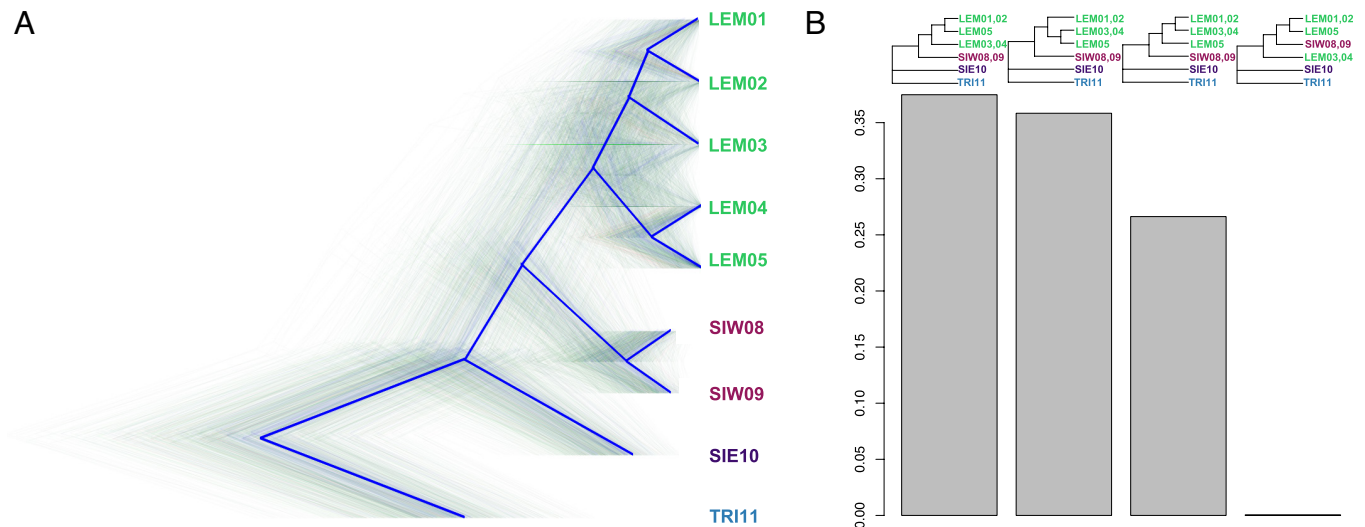 A
LEM01
LEM02
LEM03
LEM04
LEM05
SIW08
SIW09
SIE10
TRI11
B
LEM01,02
LEM05
LEM03,04
SIW08,09
SIE10
TRI11
LEM01,02
LEM03,04
LEM05
SIW08,09
SIE10
TRI11
LEM01,02
LEM03,04
LEM05
SIW08,09
SIE10
TRI11
LEM01,02
LEM05
SIW08,09
LEM03,04
SIE10
TRI11
0.35
0.30
0.25
0.20
0.15
0.10
0.05
0.00